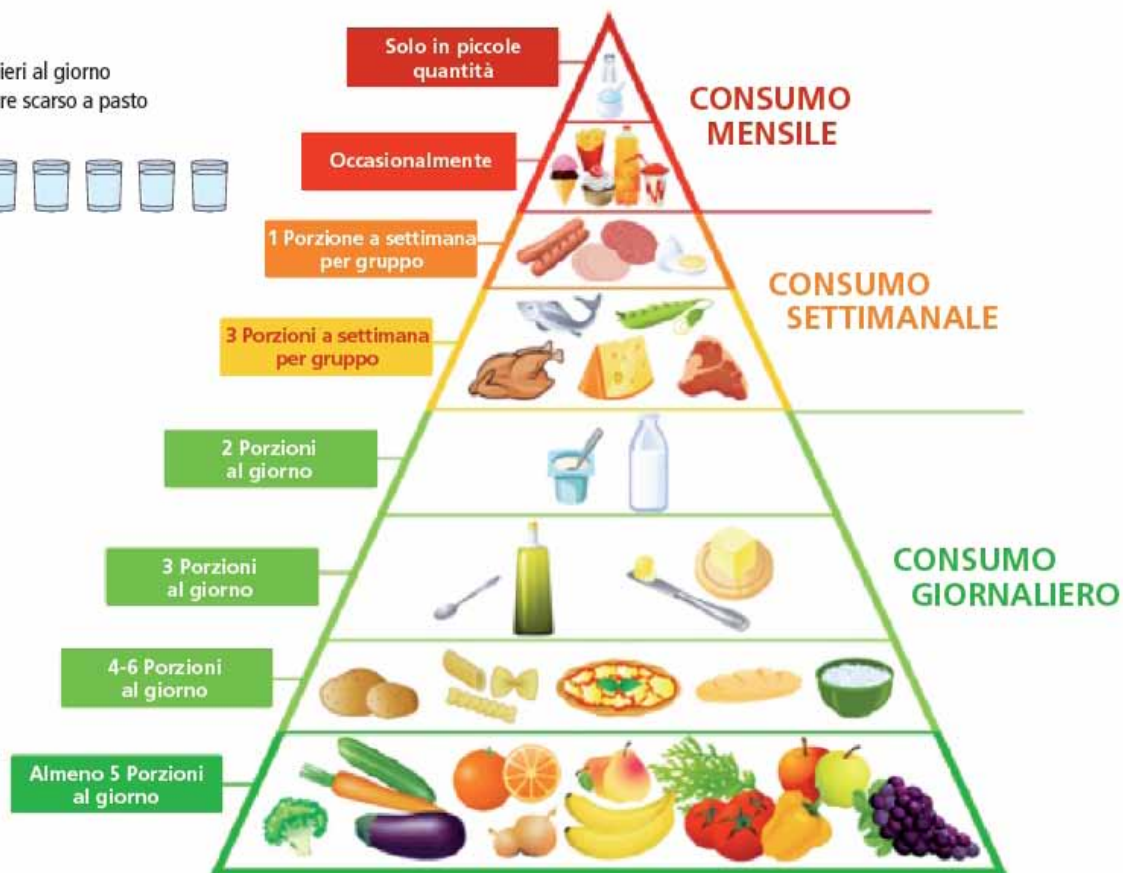 ieri al giorno
re scarso a pasto
Solo in piccole
quantità
CONSUMO
MENSILE
Occasionalmente
1 Porzione a settimana
per gruppo
CONSUMO
SETTIMANALE
3 Porzioni a settimana
per gruppo
2 Porzioni
al giorno
3 Porzioni
al giorno
CONSUMO
GIORNALIERO
4-6 Porzioni
al giorno
Almeno 5 Porzioni
al giorno